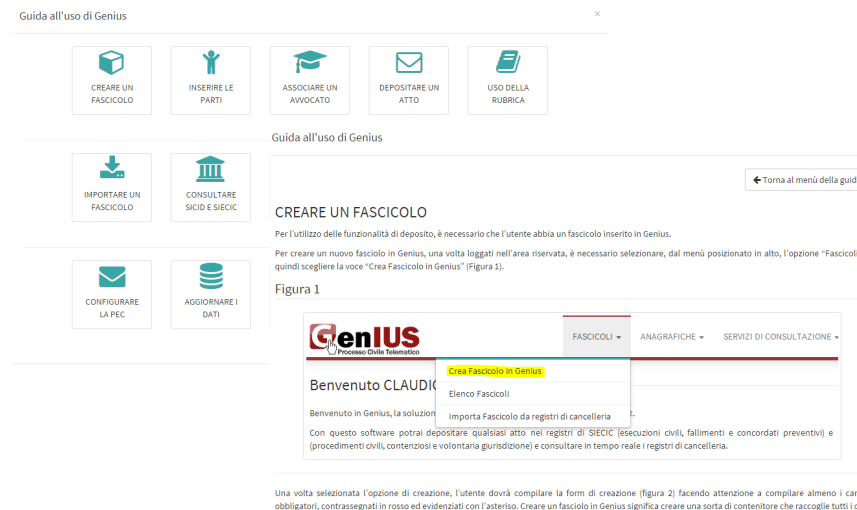 Guida all'uso di Genius
×
CREARE UN
FASCICOLO
INSERIRE LE
PARTI
ASSOCIARE UN
AVVOCATO
DEPOSITARE UN
ATTO
USO DELLA
RUBRICA
IMPORTARE UN
FASCICOLO
CONSULTARE
SICID E SIECIC
CONFIGURARE
LA PEC
AGGIORNARE I
DATI
Guida all'uso di Genius
Torna al menù della guid
CREARE UN FASCICOLO
Per l'utilizzo delle funzionalità di deposito, è necessario che l'utente abbia un fascicolo inserito in Genius.
Per creare un nuovo fasciolo in Genius, una volta loggati nell'area riservata, è necessario selezionare, dal menù posizionato in alto, l'opzione "Fascicoli
quindi scegliere la voce "Crea Fascicolo in Genius" (Figura 1).
Figura 1
GenIUS
Processo Civile Telematico
FASCICOLI
ANAGRAFICHE
SERVIZI DI CONSULTAZIONE
Crea Fascicolo in Genius
Elenco Fascicoli
Importa Fascicolo da registri di cancelleria
Benvenuto CLAUDIO
Benvenuto in Genius, la soluzion
Con questo software potrai depositare qualsiasi atto nei registri di SIECIC (esecuzioni civili, fallimenti e concordati preventivi) e
(procedimenti civili, contenziosi e volontaria giurisdizione) e consultare in tempo reale i registri di cancelleria.
Una volta selezionata l'opzione di creazione, l'utente dovrà compilare la form di creazione (figura 2) facendo attenzione a compilare almeno i car
obbligatori, contrassegnati in rosso ed evidenziati con l'asteriso. Creare un fasciolo in Genius significa creare una sorta di contenitore che raccoglie tutti i d